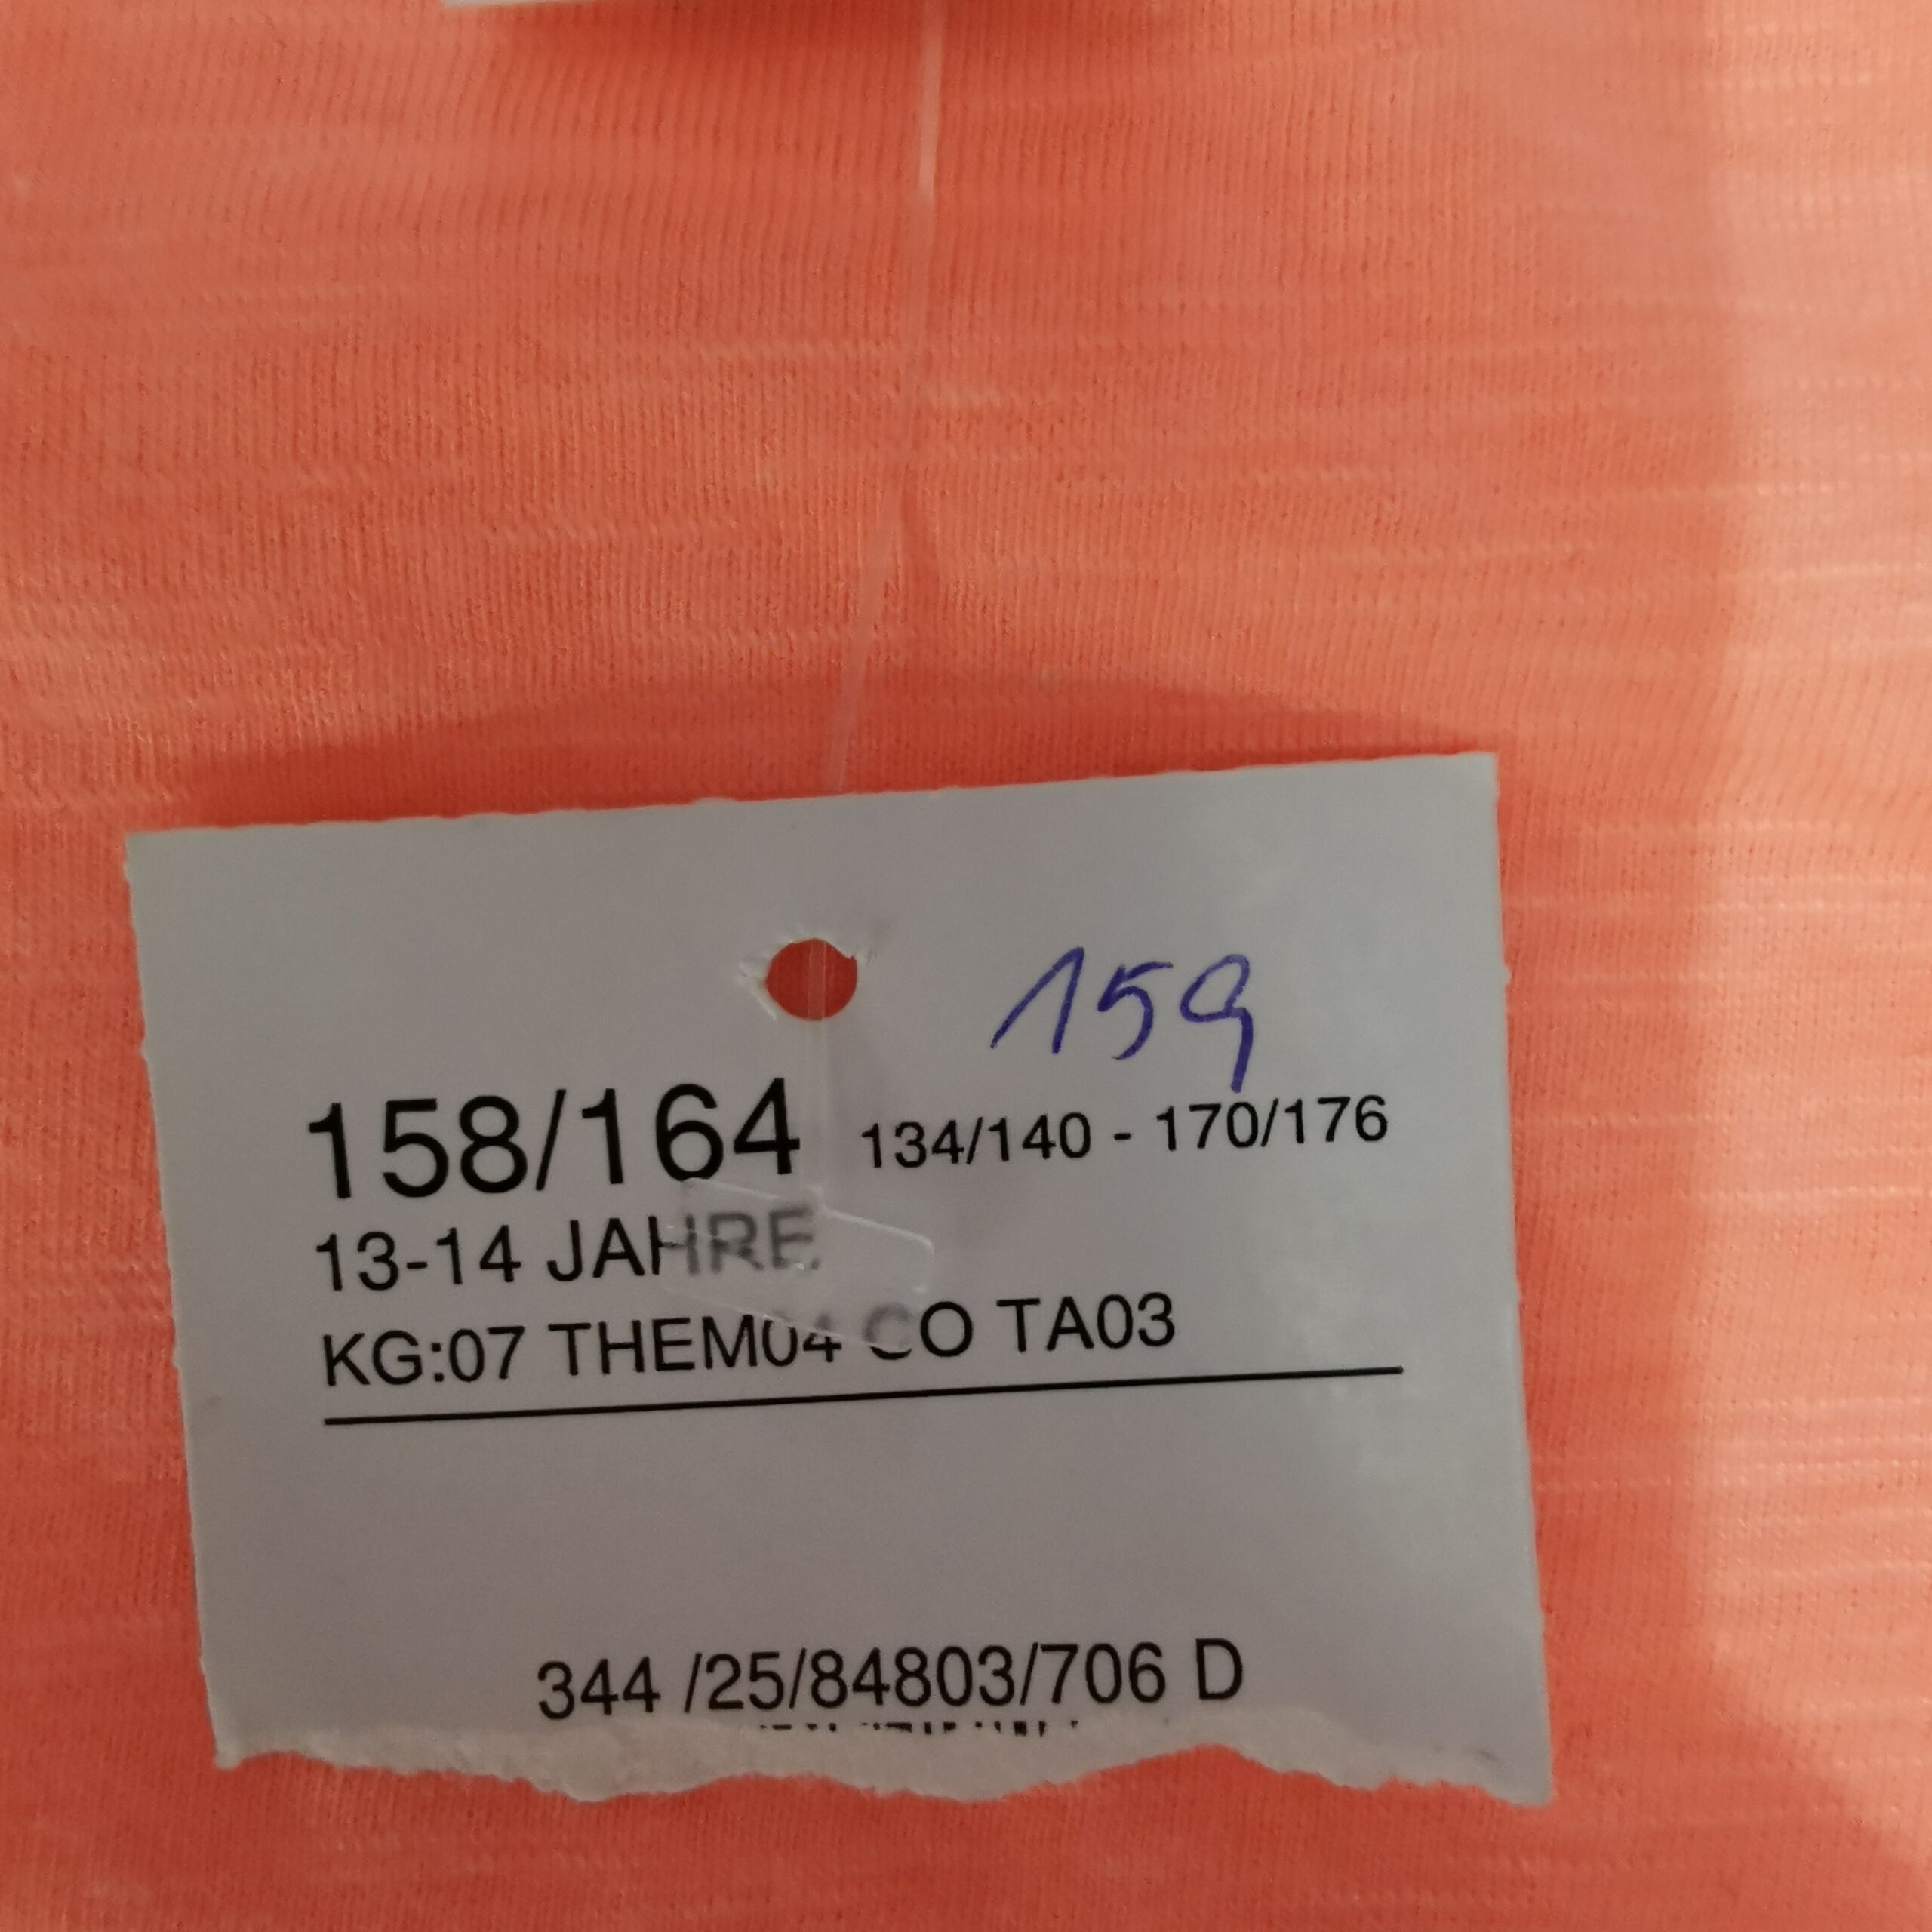 159
158/164 134/140 - 170/176
13-14 JAHRE
KG:07 THEM04 CO TA03
344 /25/84803/706 D